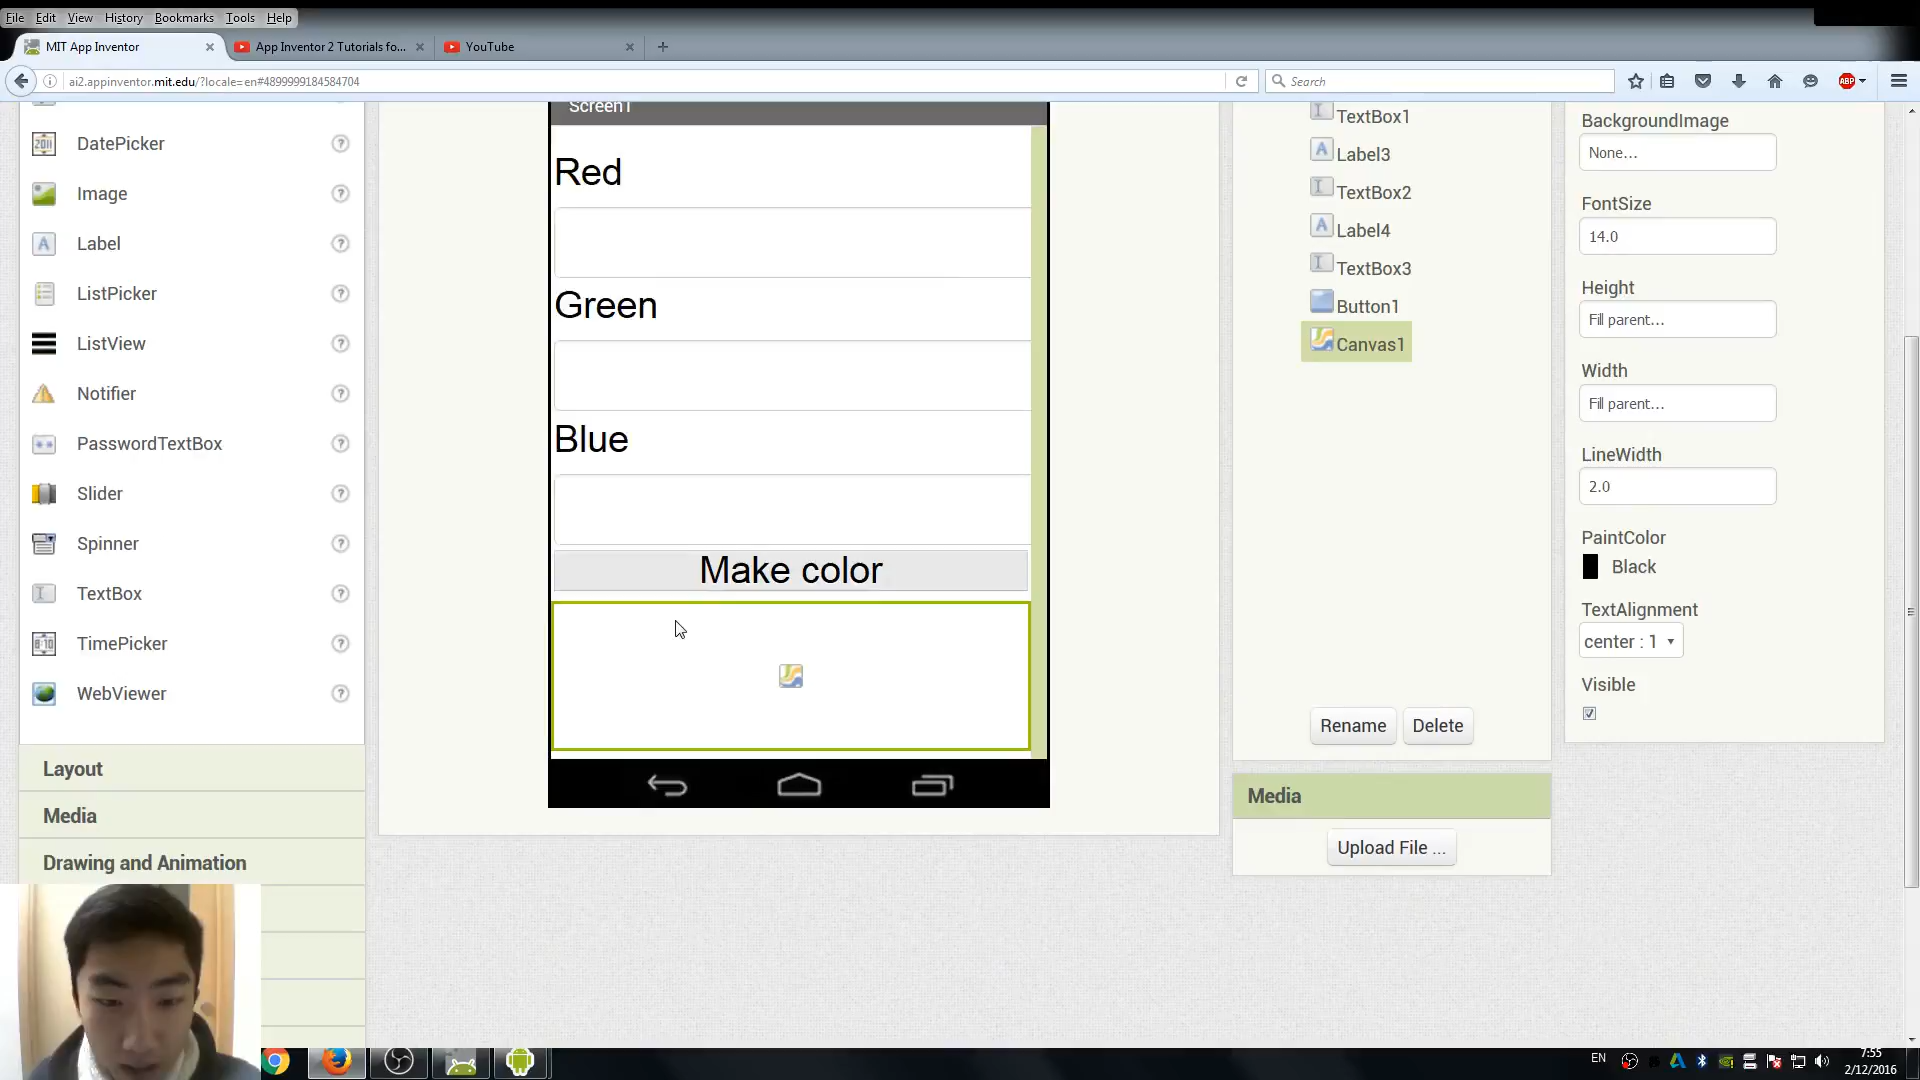 File Edit View History Bookmarks Tools Help
MIT App Inventor
App Inventor 2 Tutorials fo...
YouTube
ai2.appinventor.mit.edu/?locale=en#4899999184584704
Search
ABP
DatePicker
Image
Label
ListPicker
ListView
Notifier
PasswordTextBox
Slider
Spinner
TextBox
TimePicker
WebViewer
Layout
Media
Drawing and Animation
Screen1
Red
Green
Blue
Make color
TextBox1
Label3
TextBox2
Label4
TextBox3
Button1
Canvas1
Rename
Delete
Media
Upload File ...
BackgroundImage
None...
FontSize
14.0
Height
Fill parent...
Width
Fill parent...
LineWidth
2.0
PaintColor
Black
TextAlignment
center : 1
Visible
EN
7:55
2/12/2016